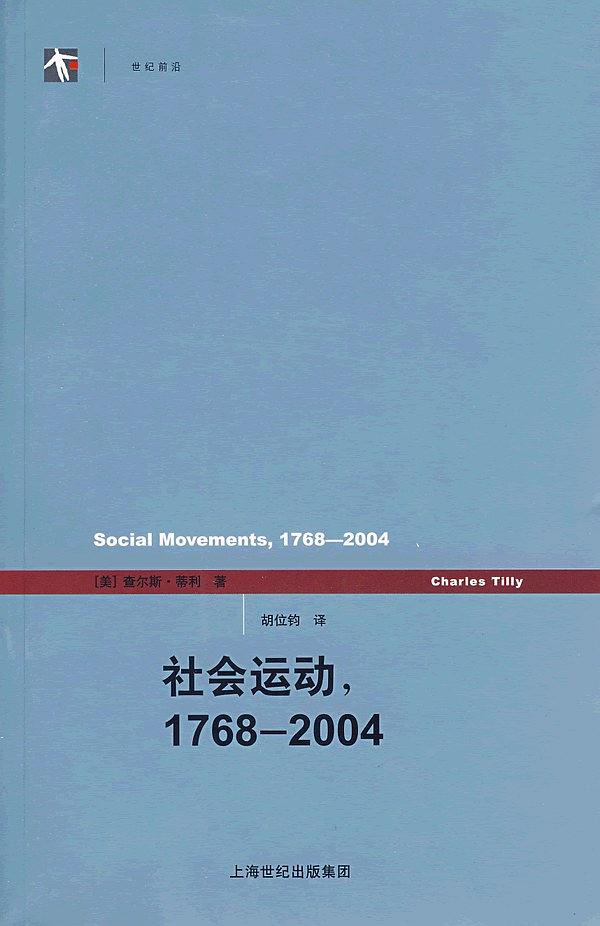 世纪前沿
Social Movements, 1768—2004
[美] 查尔斯·蒂利 著 Charles Tilly
胡位钧 译
社会运动，
1768–2004
上海世纪出版集团